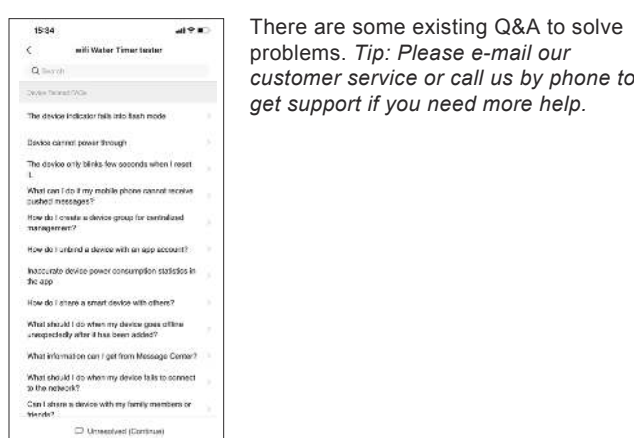 15:34
wifi Water Timer tester
Search
Device Related FAQs
The device indicator fails into flash mode
Device cannot power through
The device only blinks few seconds when I reset
it.
What can I do if my mobile phone cannot receive
pushed messages?
How do I create a device group for centralized
management?
How do I unbind a device with an app account?
Inaccurate device power consumption statistics in
the app
How do I share a smart device with others?
What should I do when my device goes offline
unexpectedly after it has been added?
What information can I get from Message Center?
What should I do when my device fails to connect
to the network?
Can I share a device with my family members or
friends?
Unresolved (Continue)
There are some existing Q&A to solve
problems. Tip: Please e-mail our
customer service or call us by phone to
get support if you need more help.